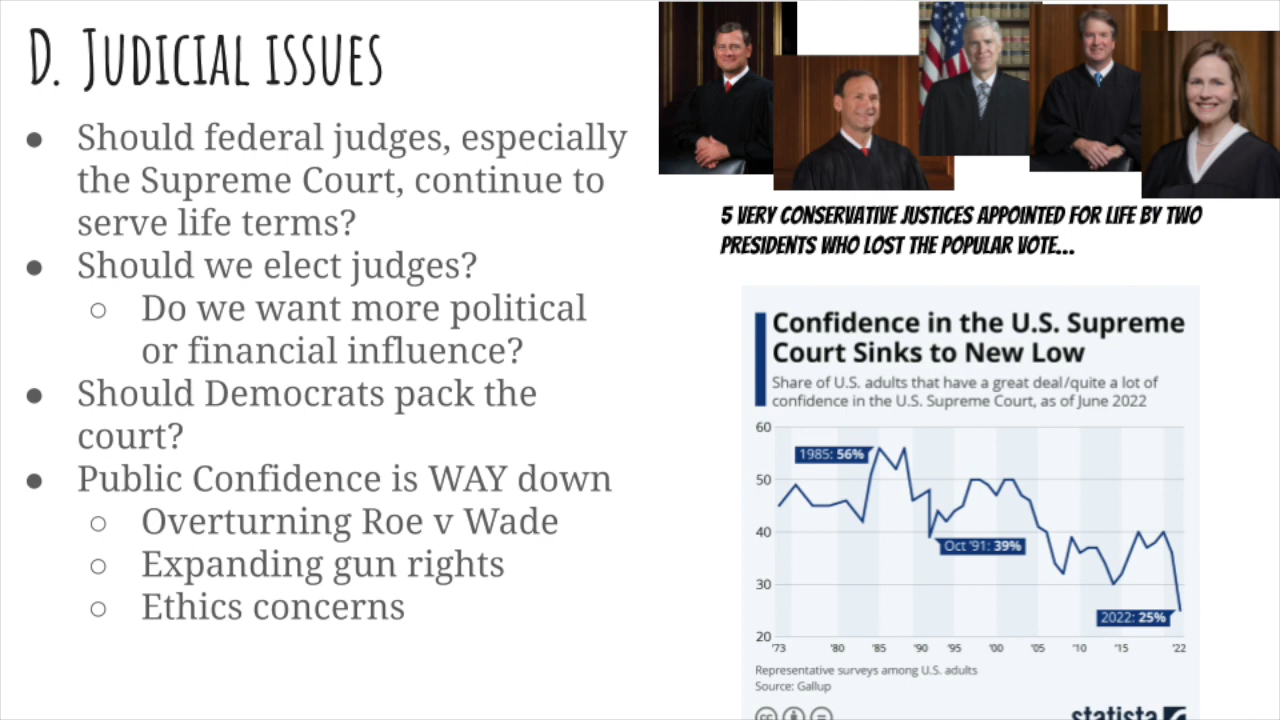 D. Judicial issues
● Should federal judges, especially
the Supreme Court, continue to
serve life terms?
● Should we elect judges?
○ Do we want more political
or financial influence?
● Should Democrats pack the
court?
● Public Confidence is WAY down
○ Overturning Roe v Wade
○ Expanding gun rights
○ Ethics concerns
5 VERY CONSERVATIVE JUSTICES APPOINTED FOR LIFE BY TWO
PRESIDENTS WHO LOST THE POPULAR VOTE...
Confidence in the U.S. Supreme
Court Sinks to New Low
Share of U.S. adults that have a great deal/quite a lot of
confidence in the U.S. Supreme Court, as of June 2022
60
1985: 56%
50
40
Oct '91: 39%
30
2022: 25%
20
'73 '80 '85 '90 '95 '00 '05 '10 '15 '22
Representative surveys among U.S. adults
Source: Gallup
statista